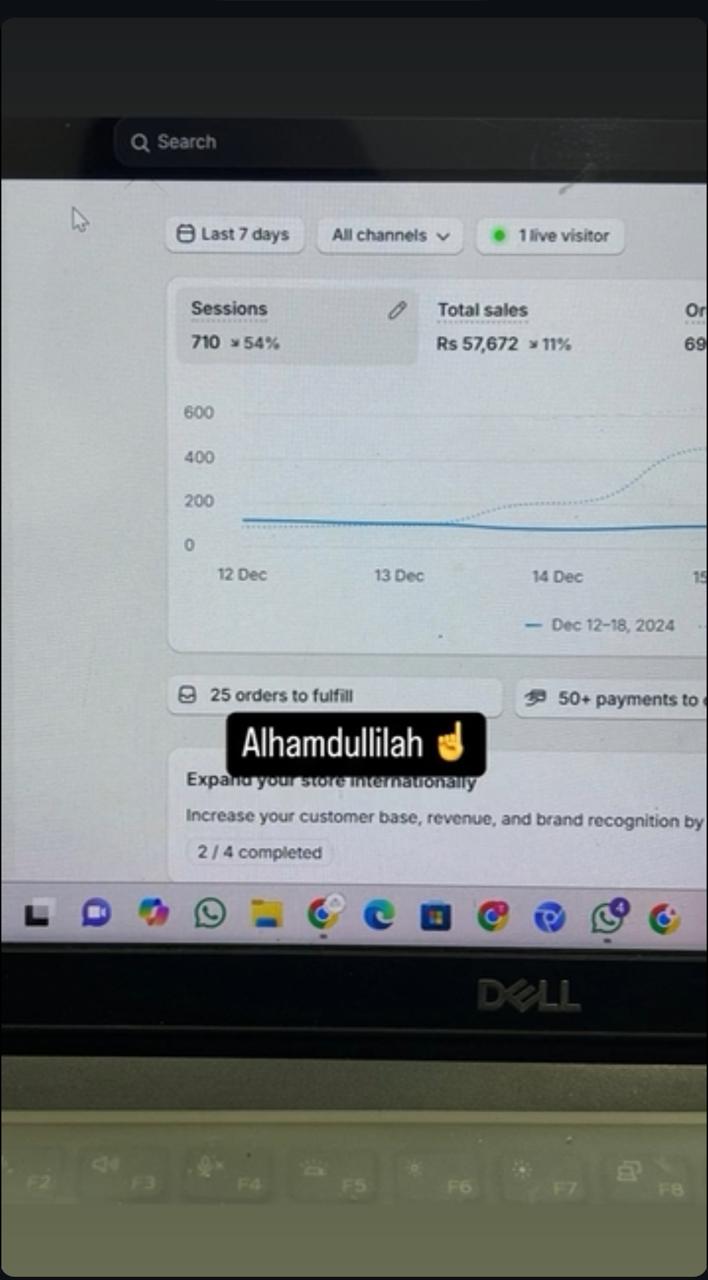 Search
Last 7 days
All channels
1 live visitor
Sessions
Total sales
Or
710 ↘ 54%
Rs 57,672 ↘ 11%
69
600
400
200
0
12 Dec
13 Dec
14 Dec
15
Dec 12–18, 2024
25 orders to fulfill
50+ payments to
Alhamdullilah ☝️
Expand your store internationally
Increase your customer base, revenue, and brand recognition by
2 / 4 completed
4
DELL
F2
F3
F4
F5
F6
F7
F8